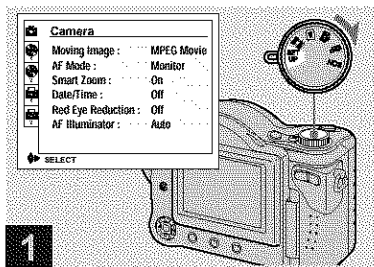 Camera
Moving Image : MPEG Movie
AF Mode : Monitor
Smart Zoom : On
Date/Time : Off
Red Eye Reduction : Off
AF Illuminator : Auto
SELECT
1